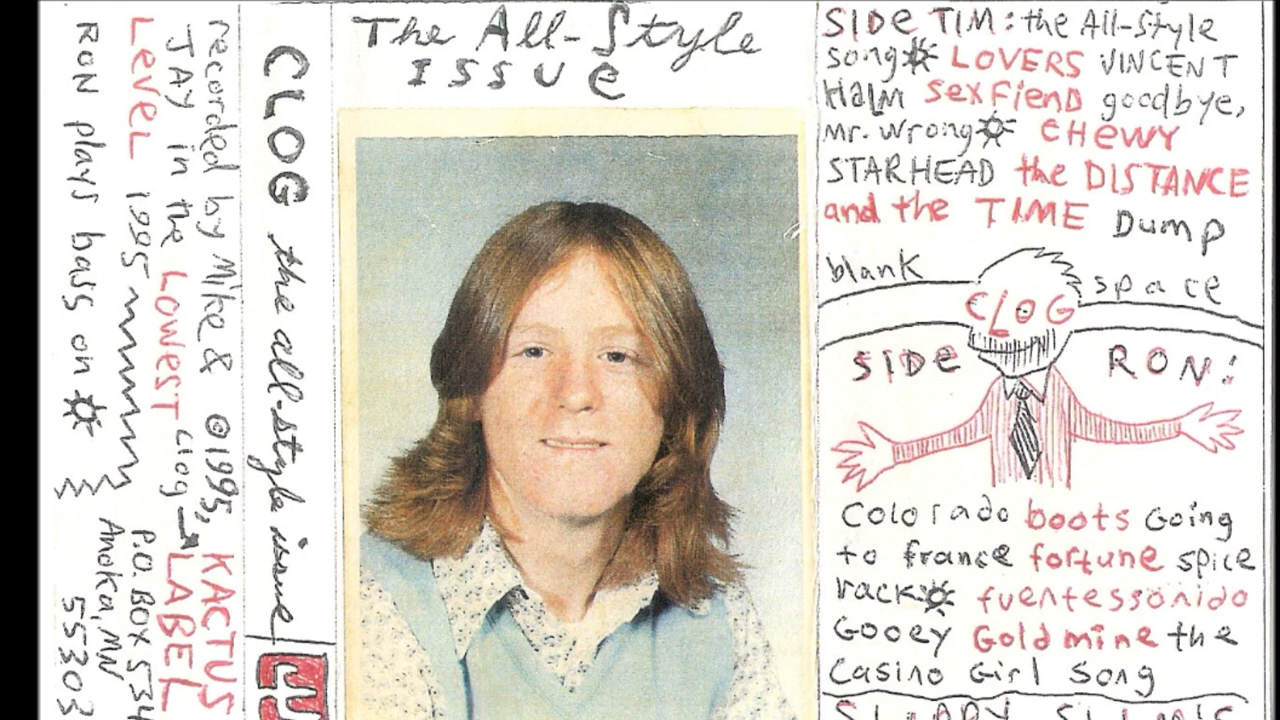 The All-Style
ISSUE
CLOG the all-style issue
recorded by Mike &
JAY in the LOWEST
LeveL 1995
RON plays bass on
©1995, KACTUS
CLOG LABEL
P.O. BOX 534
Anoka, MN
55303
SIDe TIM: the All-Style
song LOVERS VINCENT
Halm sexfienD goodbye,
Mr. Wrong CHEWY
STARHEAD the DISTANCE
and the TIME Dump
blank space
CLOG
SIDe RON:
Colorado boots Going
to france fortune spice
rack fuentessonido
Gooey Goldmine the
Casino Girl Song